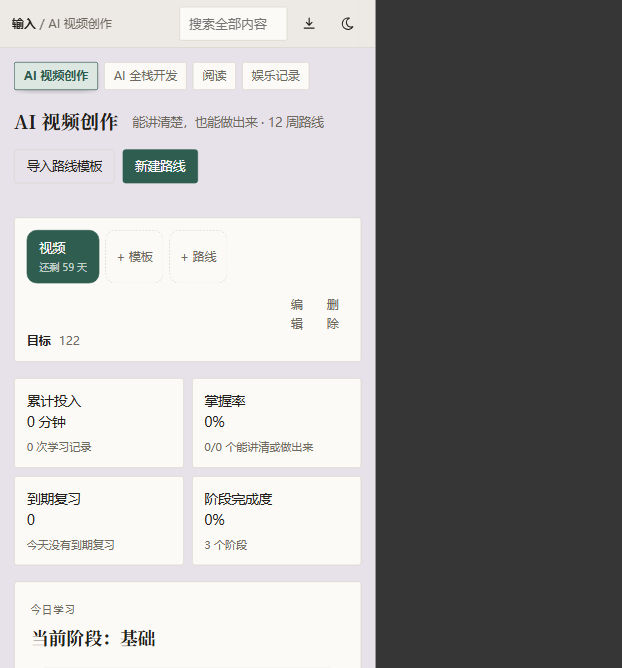 输入 / AI 视频创作
搜索全部内容
AI 视频创作
AI 全栈开发
阅读
娱乐记录
AI 视频创作
能讲清楚，也能做出来 · 12 周路线
导入路线模板
新建路线
视频
还剩 59 天
+ 模板
+ 路线
编辑
删除
目标 122
累计投入
0 分钟
0 次学习记录
掌握率
0%
0/0 个能讲清或做出来
到期复习
0
今天没有到期复习
阶段完成度
0%
3 个阶段
今日学习
当前阶段：基础